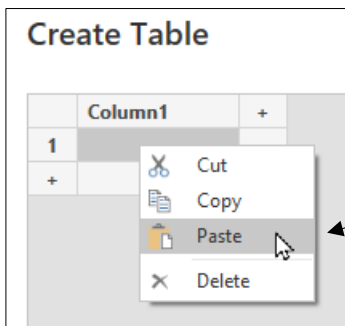 Create Table
Column1 +
1
+
Cut
Copy
Paste
Delete